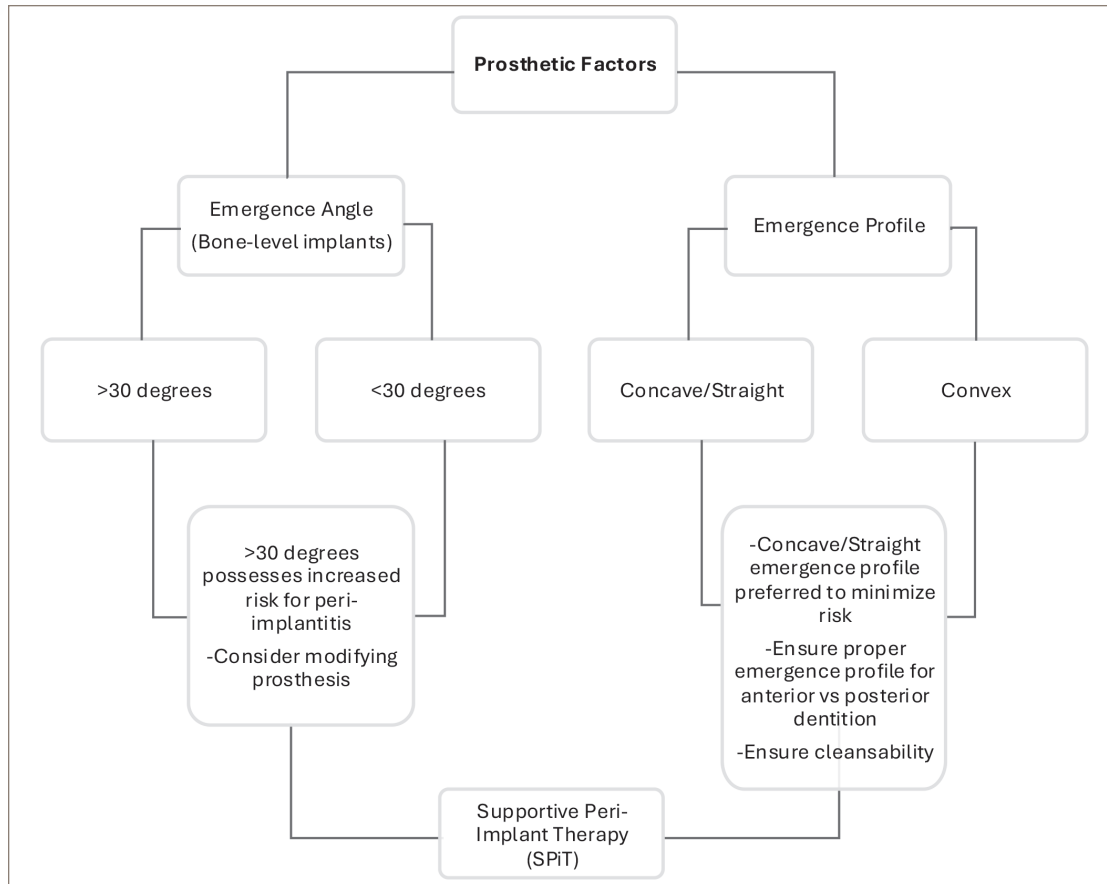 Prosthetic Factors
Emergence Angle
(Bone-level implants)
Emergence Profile
>30 degrees
<30 degrees
Concave/Straight
Convex
>30 degrees
possesses increased
risk for peri-
implantitis
-Consider modifying
prosthesis
-Concave/Straight
emergence profile
preferred to minimize
risk
-Ensure proper
emergence profile for
anterior vs posterior
dentition
-Ensure cleansability
Supportive Peri-
Implant Therapy
(SPiT)